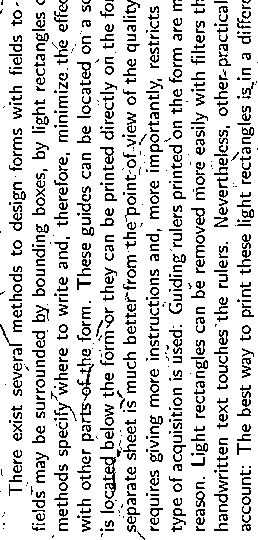 There exist several methods to design forms with fields to
fields may be surrounded by bounding boxes, by light rectangles
methods specify where to write and, therefore, minimize the effe
with other parts of the form. These guides can be located on a s
is located below the form or they can be printed directly on the fo
separate sheet is much better from the point of view of the quality
requires giving more instructions and, more importantly, restricts
type of acquisition is used. Guiding rulers printed on the form are m
reason. Light rectangles can be removed more easily with filters th
handwritten text touches the rulers. Nevertheless, other practical
account: The best way to print these light rectangles is in a differe